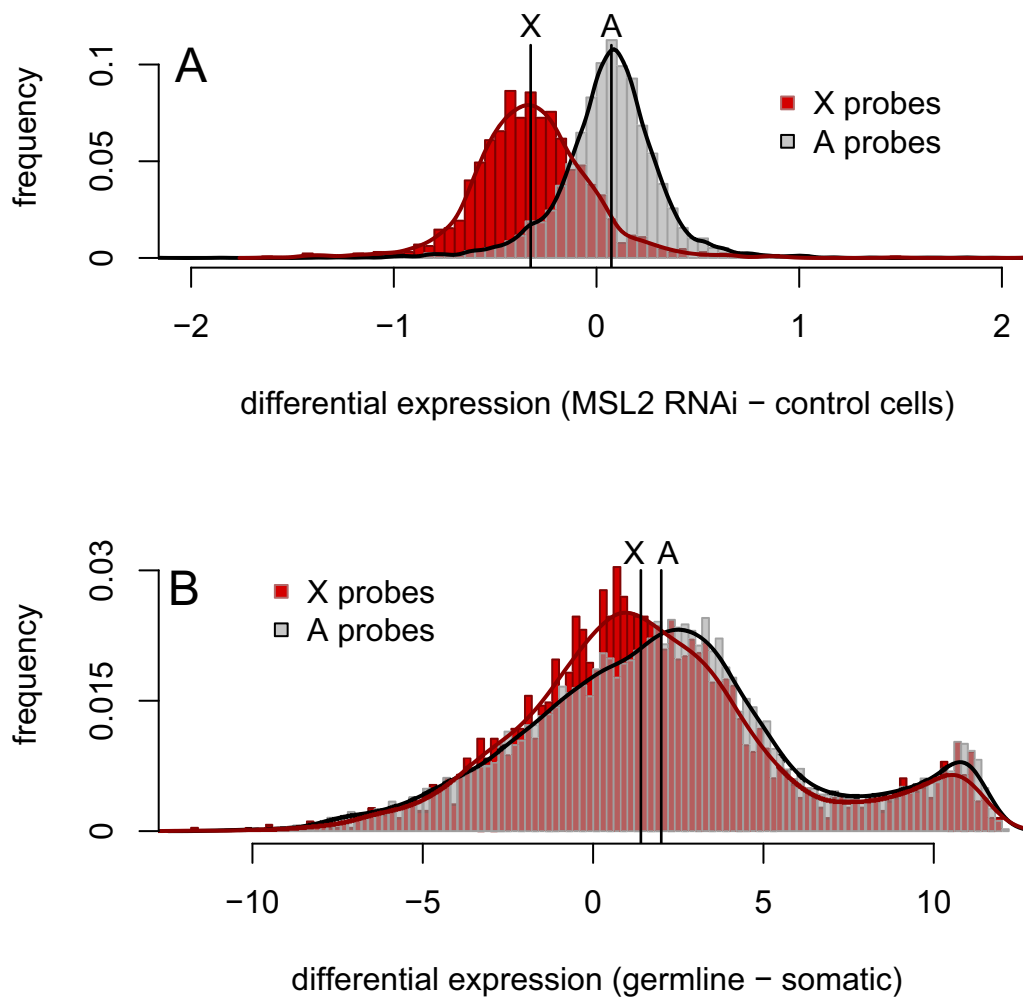 X A
A
X probes
A probes
frequency
0 0.05 0.1
−2 −1 0 1 2
differential expression (MSL2 RNAi − control cells)
X A
B
X probes
A probes
frequency
0 0.015 0.03
−10 −5 0 5 10
differential expression (germline − somatic)